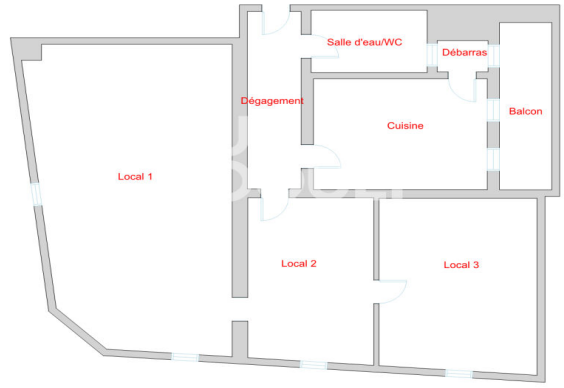 Salle d'eau/WC
Débarras
Dégagement
Balcon
Cuisine
Local 1
Local 2
Local 3